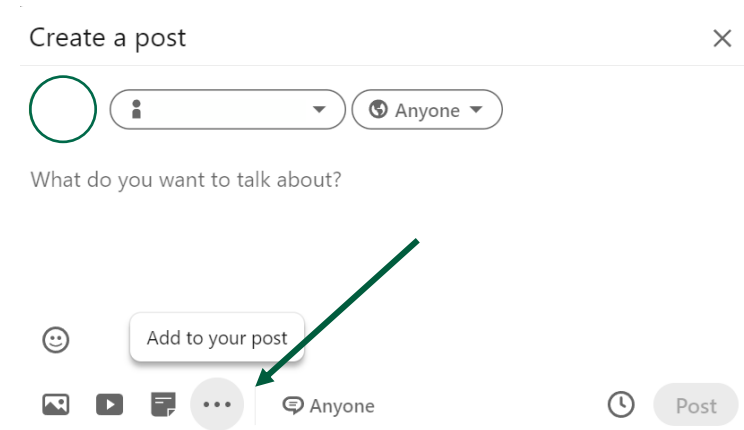 Create a post
Anyone
What do you want to talk about?
Add to your post
Anyone
Post